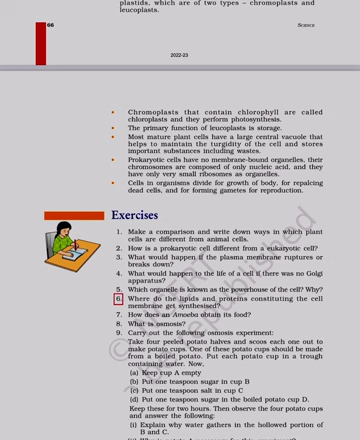 plastids, which are of two types – chromoplasts and
leucoplasts.
66
SCIENCE
2022-23
• Chromoplasts that contain chlorophyll are called
chloroplasts and they perform photosynthesis.
• The primary function of leucoplasts is storage.
• Most mature plant cells have a large central vacuole that
helps to maintain the turgidity of the cell and stores
important substances including wastes.
• Prokaryotic cells have no membrane-bound organelles, their
chromosomes are composed of only nucleic acid, and they
have only very small ribosomes as organelles.
• Cells in organisms divide for growth of body, for repalcing
dead cells, and for forming gametes for reproduction.
Exercises
1. Make a comparison and write down ways in which plant
cells are different from animal cells.
2. How is a prokaryotic cell different from a eukaryotic cell?
3. What would happen if the plasma membrane ruptures or
breaks down?
4. What would happen to the life of a cell if there was no Golgi
apparatus?
5. Which organelle is known as the powerhouse of the cell? Why?
6. Where do the lipids and proteins constituting the cell
membrane get synthesised?
7. How does an Amoeba obtain its food?
8. What is osmosis?
9. Carry out the following osmosis experiment:
Take four peeled potato halves and scoos each one out to
make potato cups. One of these potato cups should be made
from a boiled potato. Put each potato cup in a trough
containing water. Now,
(a) Keep cup A empty
(b) Put one teaspoon sugar in cup B
(c) Put one teaspoon salt in cup C
(d) Put one teaspoon sugar in the boiled potato cup D.
Keep these for two hours. Then observe the four potato cups
and answer the following:
(i) Explain why water gathers in the hollowed portion of
B and C.